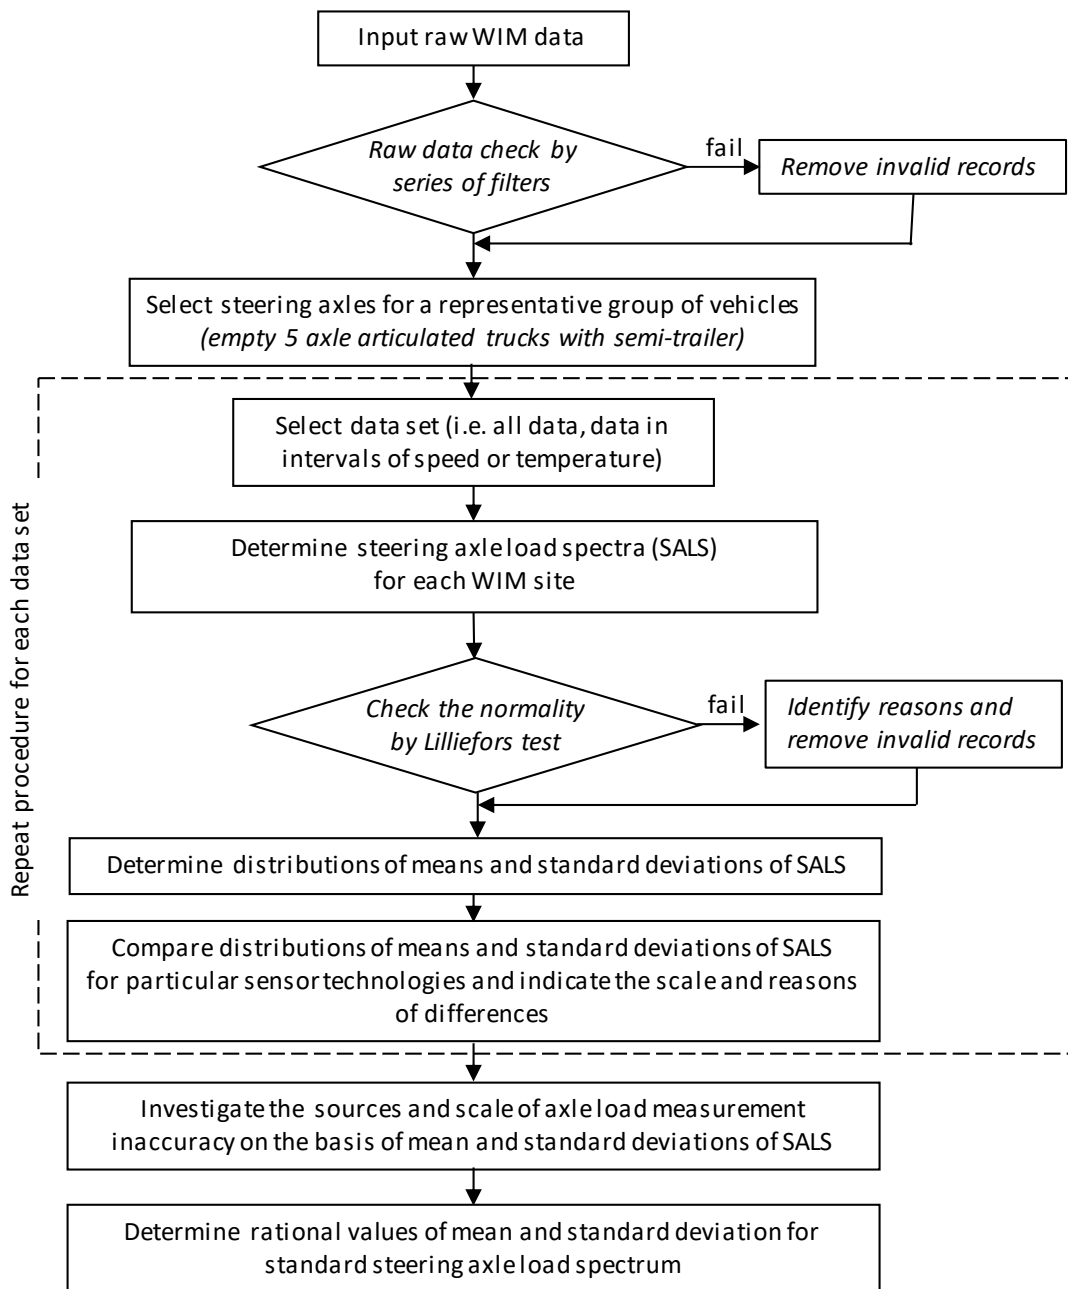 Input raw WIM data
Raw data check by
series of filters
fail
Remove invalid records
Select steering axles for a representative group of vehicles
(empty 5 axle articulated trucks with semi-trailer)
Repeat procedure for each data set
Select data set (i.e. all data, data in
intervals of speed or temperature)
Determine steering axle load spectra (SALS)
for each WIM site
Check the normality
by Lilliefors test
fail
Identify reasons and
remove invalid records
Determine distributions of means and standard deviations of SALS
Compare distributions of means and standard deviations of SALS
for particular sensor technologies and indicate the scale and reasons
of differences
Investigate the sources and scale of axle load measurement
inaccuracy on the basis of mean and standard deviations of SALS
Determine rational values of mean and standard deviation for
standard steering axle load spectrum